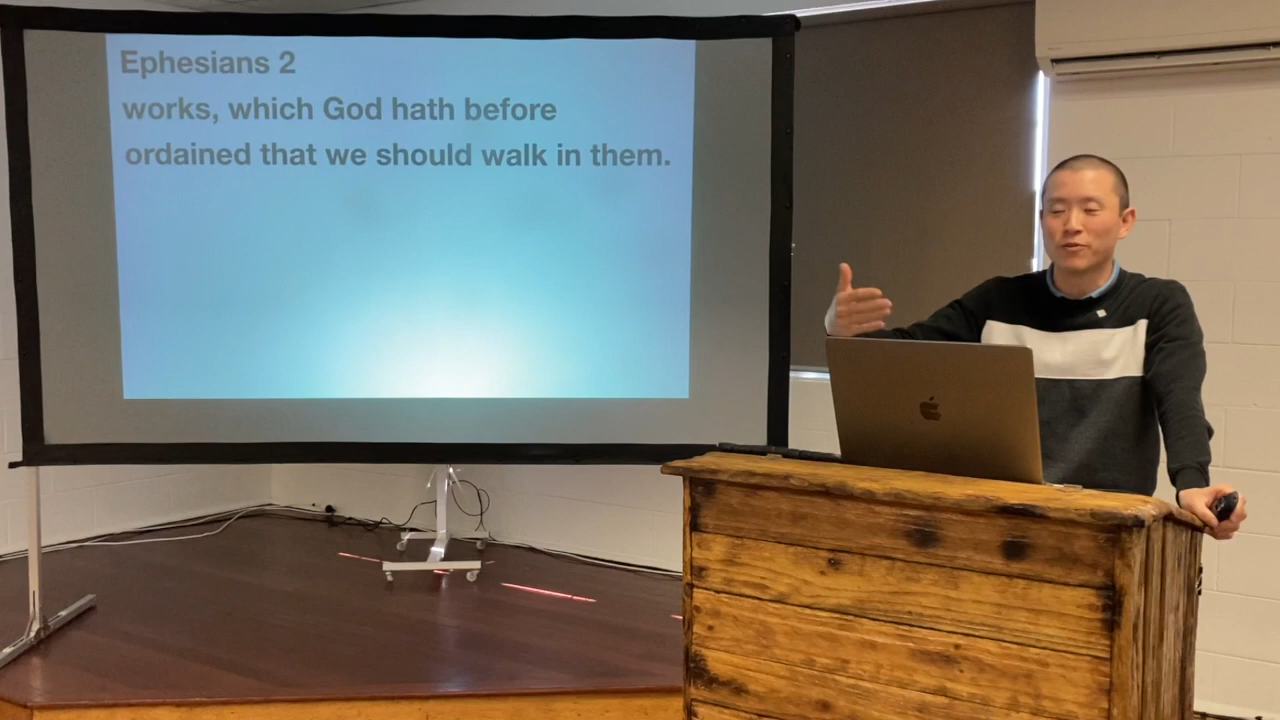 Ephesians 2
works, which God hath before
ordained that we should walk in them.